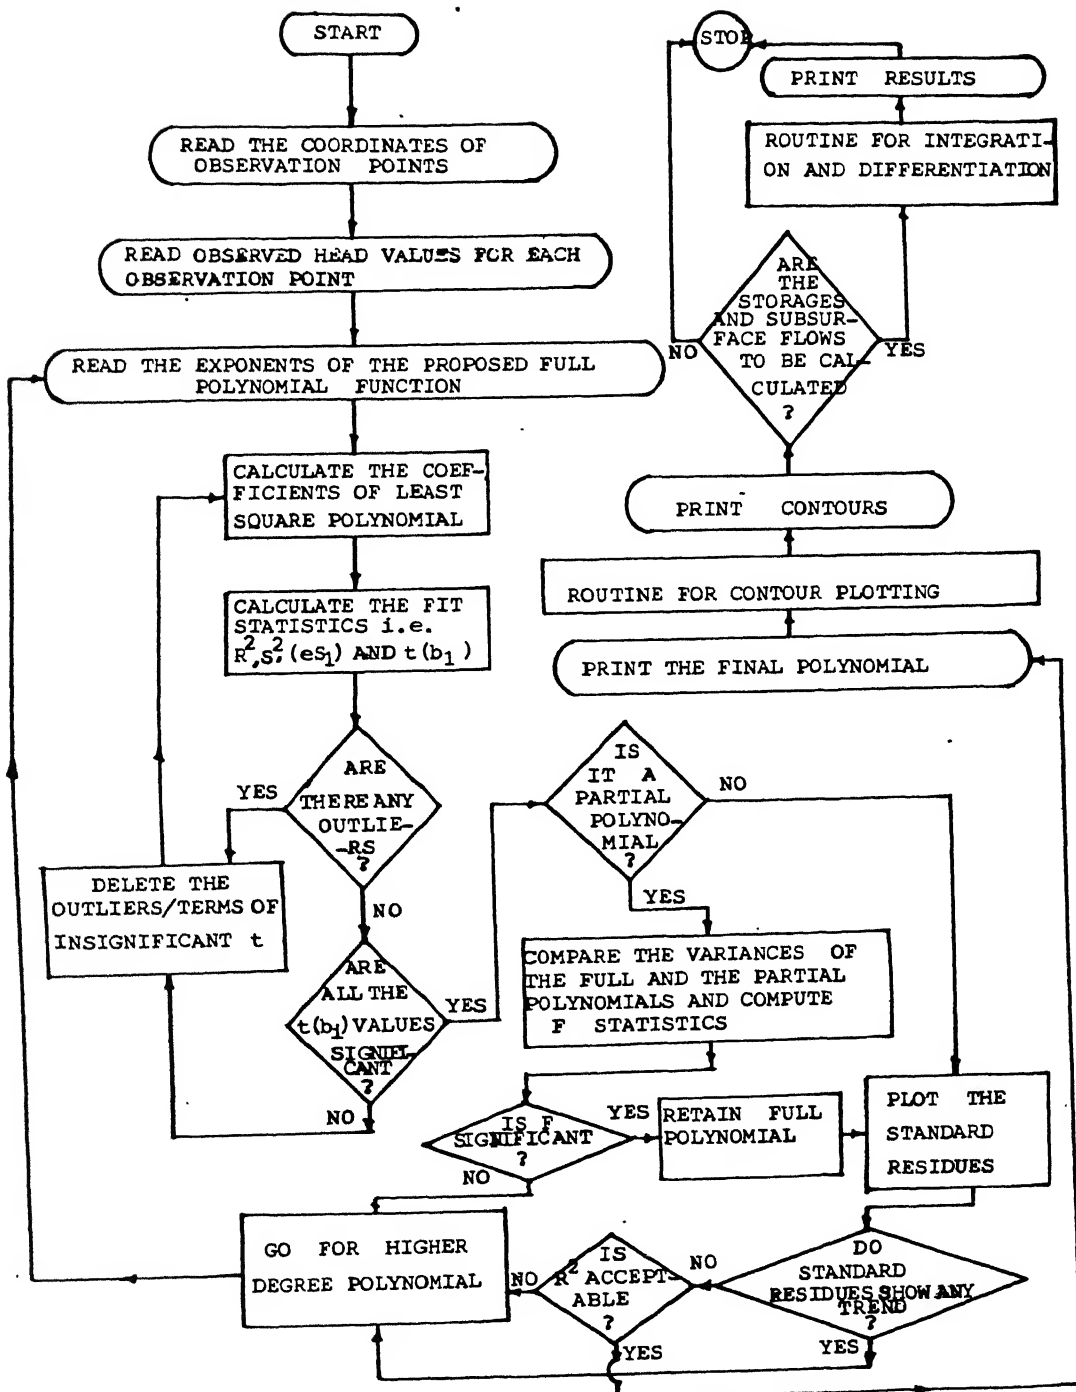 START
READ THE COORDINATES OF
OBSERVATION POINTS
READ OBSERVED HEAD VALUES FOR EACH
OBSERVATION POINT
READ THE EXPONENTS OF THE PROPOSED FULL
POLYNOMIAL FUNCTION
CALCULATE THE COEF-
FICIENTS OF LEAST
SQUARE POLYNOMIAL
CALCULATE THE FIT
STATISTICS i.e.
R²,S²,(eS₁) AND t(b₁)
ARE
THERE ANY
OUTLIE-
-RS
?
YES
NO
DELETE THE
OUTLIERS/TERMS OF
INSIGNIFICANT t
ARE
ALL THE
t(b₁) VALUES
SIGNIFI-
CANT
?
YES
NO
IS
IT A
PARTIAL
POLYNO-
MIAL
?
NO
YES
COMPARE THE VARIANCES OF
THE FULL AND THE PARTIAL
POLYNOMIALS AND COMPUTE
F STATISTICS
IS F
SIGNIFICANT
?
YES
NO
RETAIN FULL
POLYNOMIAL
PLOT THE
STANDARD
RESIDUES
DO
STANDARD
RESIDUES SHOW ANY
TREND
?
NO
YES
IS
R² ACCEPT-
ABLE
?
NO
YES
GO FOR HIGHER
DEGREE POLYNOMIAL
PRINT THE FINAL POLYNOMIAL
ROUTINE FOR CONTOUR PLOTTING
PRINT CONTOURS
ARE
THE
STORAGES
AND SUBSUR-
FACE FLOWS
TO BE CAL-
CULATED
?
NO
YES
ROUTINE FOR INTEGRATI-
ON AND DIFFERENTIATION
PRINT RESULTS
STOP